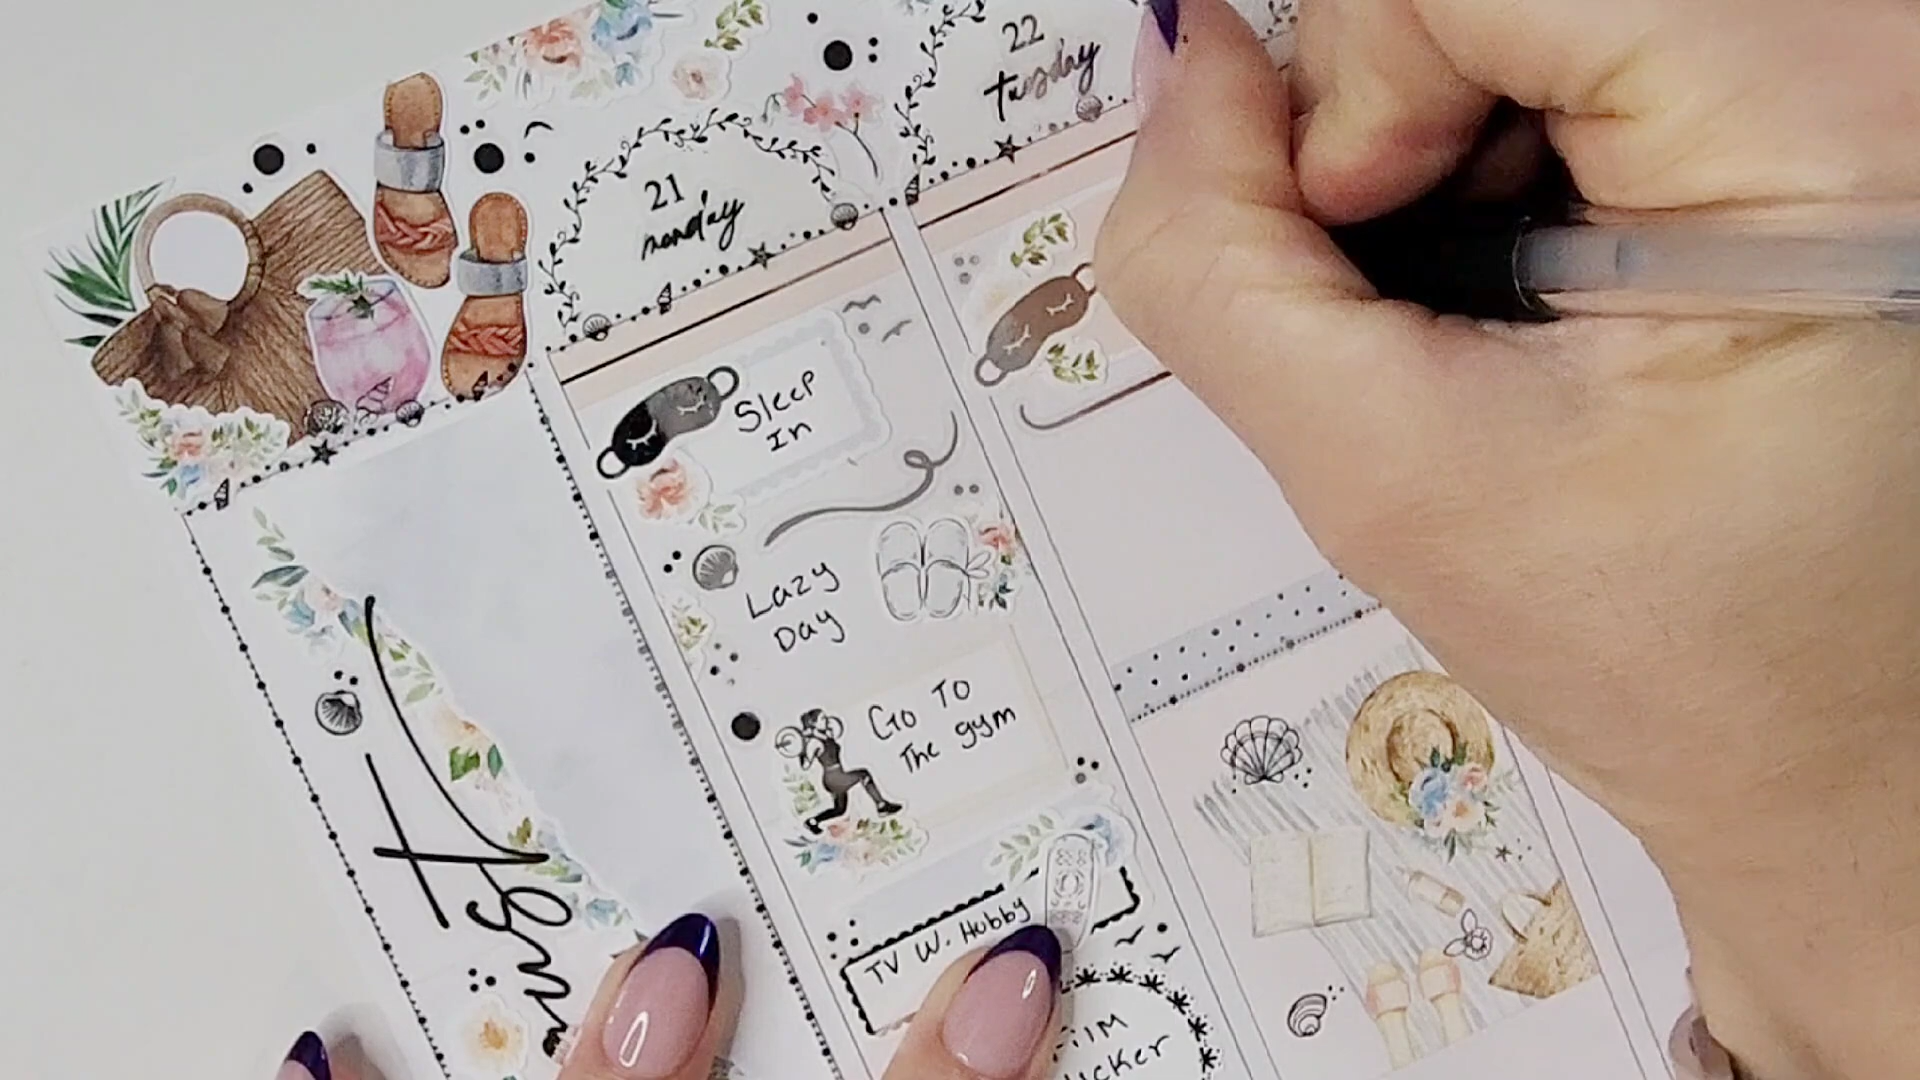 22
Tuesday
21
monday
Sleep
In
Lazy
Day
Go To
The gym
TV W. Hubby